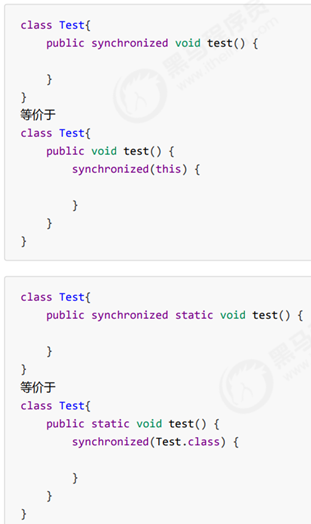 class Test{
    public synchronized void test() {

    }
}
等价于
class Test{
    public void test() {
        synchronized(this) {

        }
    }
}
class Test{
    public synchronized static void test() {

    }
}
等价于
class Test{
    public static void test() {
        synchronized(Test.class) {

        }
    }
}